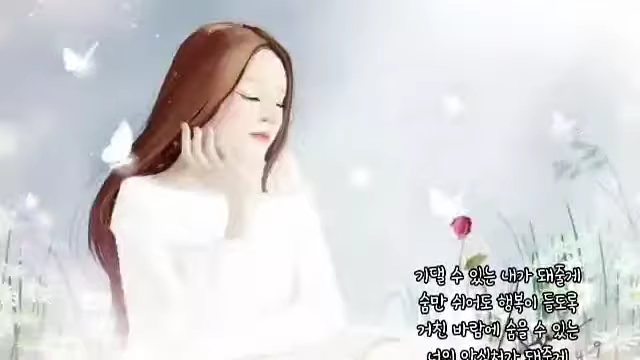 기댈 수 있는 내가 돼줄게
숨만 쉬어도 행복이 들도록
거친 바람에 숨을 수 있는
너의 안식처가 돼줄게